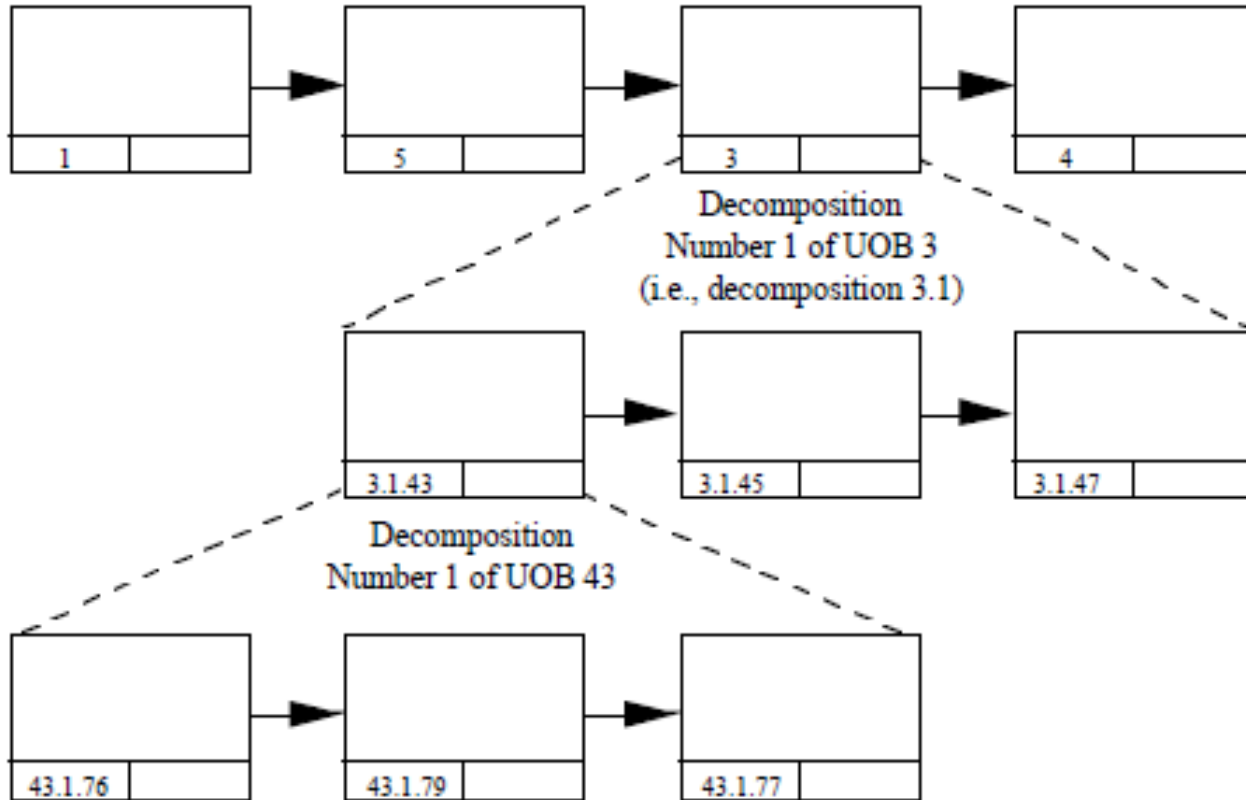 1
5
3
4
Decomposition
Number 1 of UOB 3
(i.e., decomposition 3.1)
3.1.43
3.1.45
3.1.47
Decomposition
Number 1 of UOB 43
43.1.76
43.1.79
43.1.77